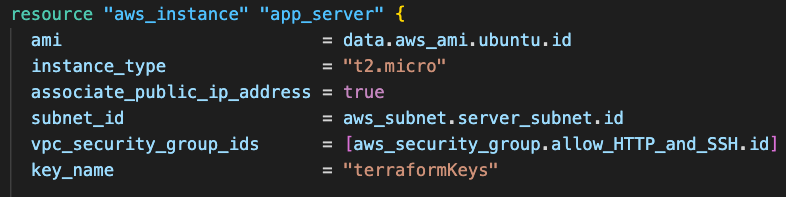 resource "aws_instance" "app_server" {
  ami                         = data.aws_ami.ubuntu.id
  instance_type               = "t2.micro"
  associate_public_ip_address = true
  subnet_id                   = aws_subnet.server_subnet.id
  vpc_security_group_ids      = [aws_security_group.allow_HTTP_and_SSH.id]
  key_name                    = "terraformKeys"